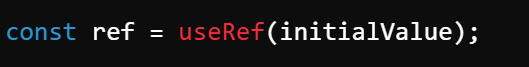 const ref = useRef(initialValue);